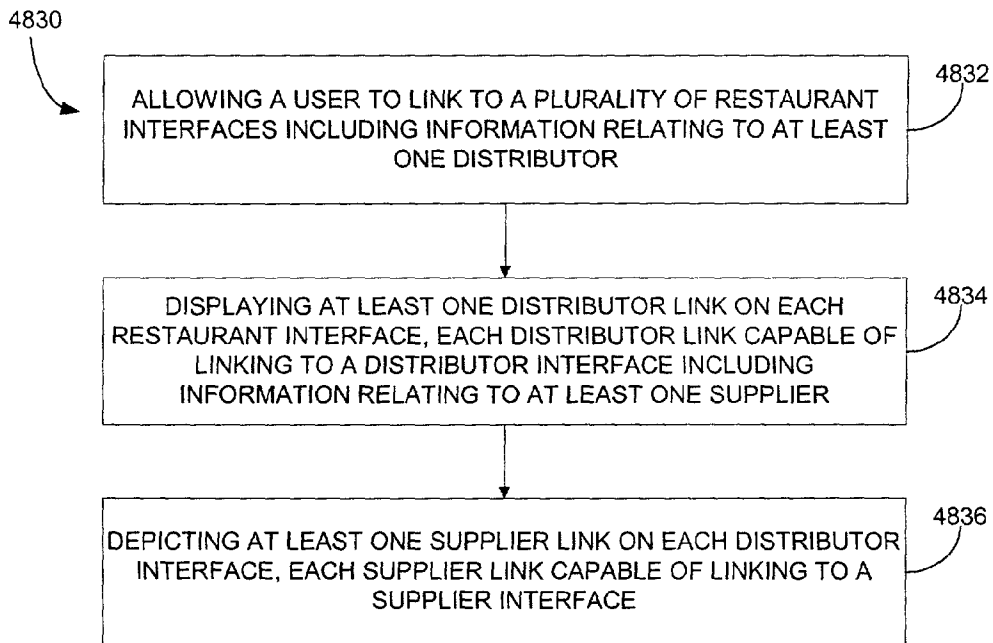 4830
4832
ALLOWING A USER TO LINK TO A PLURALITY OF RESTAURANT
INTERFACES INCLUDING INFORMATION RELATING TO AT LEAST
ONE DISTRIBUTOR
4834
DISPLAYING AT LEAST ONE DISTRIBUTOR LINK ON EACH
RESTAURANT INTERFACE, EACH DISTRIBUTOR LINK CAPABLE OF
LINKING TO A DISTRIBUTOR INTERFACE INCLUDING
INFORMATION RELATING TO AT LEAST ONE SUPPLIER
4836
DEPICTING AT LEAST ONE SUPPLIER LINK ON EACH DISTRIBUTOR
INTERFACE, EACH SUPPLIER LINK CAPABLE OF LINKING TO A
SUPPLIER INTERFACE